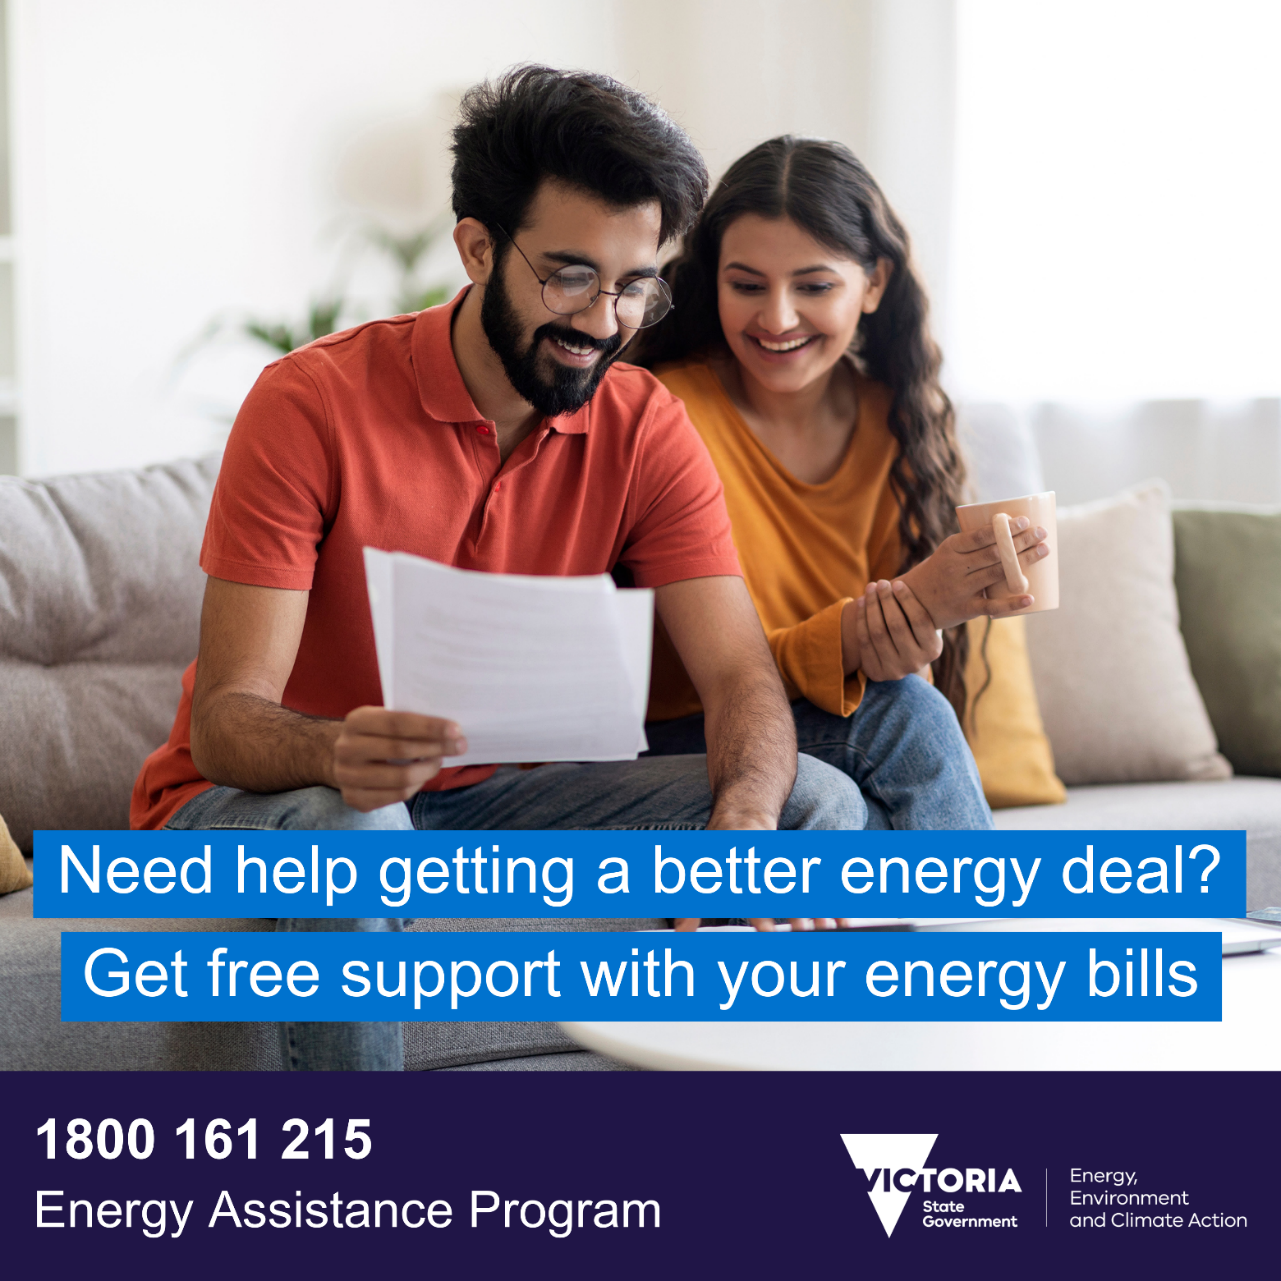 Need help getting a better energy deal?
Get free support with your energy bills
1800 161 215
Energy Assistance Program
VICTORIA
State
Government
Energy,
Environment
and Climate Action